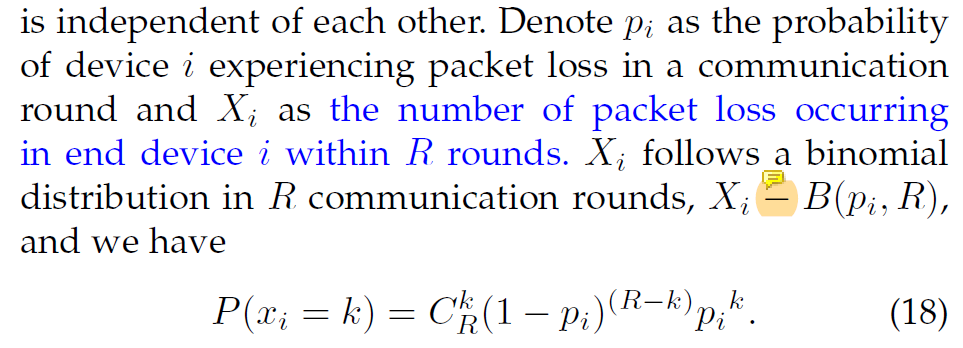 is independent of each other. Denote p_i as the probability
of device i experiencing packet loss in a communication
round and X_i as the number of packet loss occurring
in end device i within R rounds. X_i follows a binomial
distribution in R communication rounds, X_i − B(p_i, R),
and we have
P(x_i = k) = C_R^k (1 − p_i)^{(R−k)} p_i^k. (18)